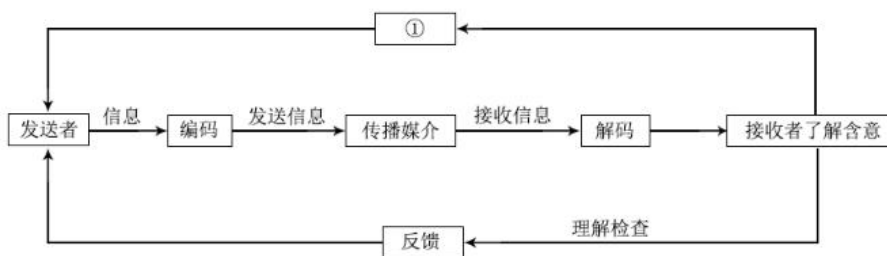 ①
信息
发送信息
接收信息
发送者
编码
传播媒介
解码
接收者了解含意
理解检查
反馈